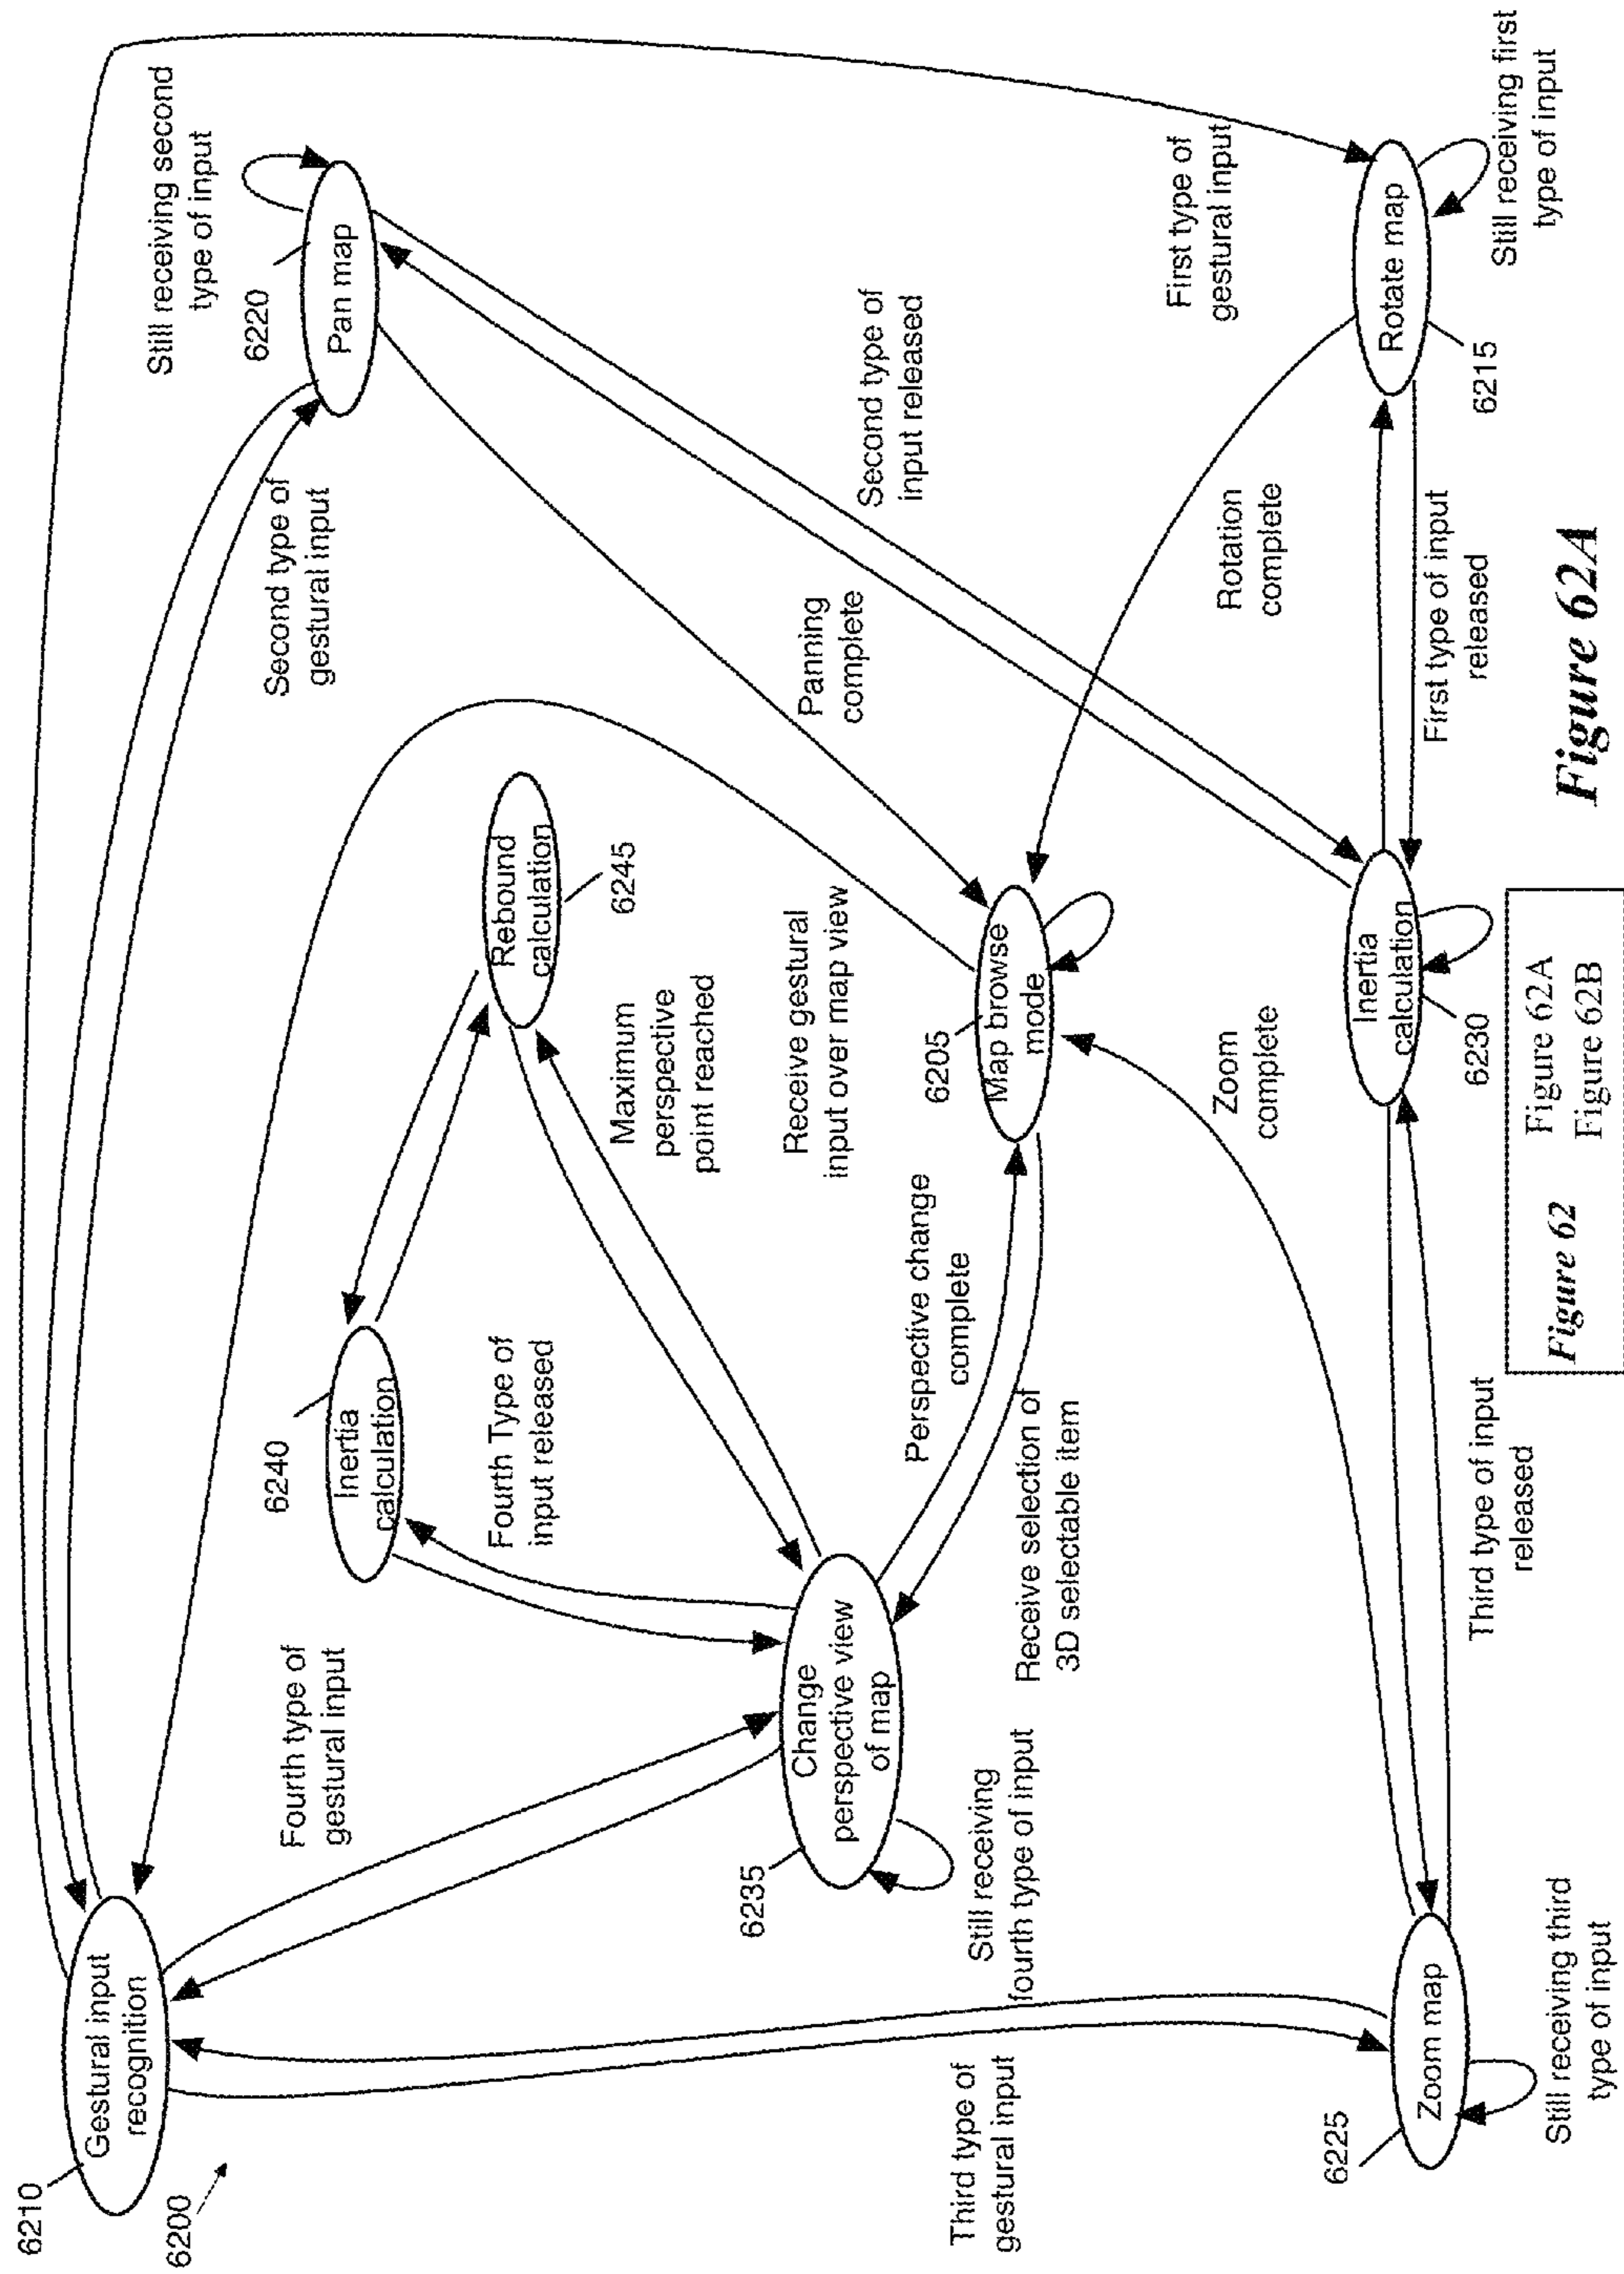 6210
6200
Gestural input
recognition
Still receiving second
type of input
6220
Pan map
Second type of
gestural input
6240
Inertia
calculation
Rebound
calculation
6245
Fourth type of
gestural input
Fourth Type of
input released
Maximum
perspective
point reached
Receive gestural
input over map view
Panning
complete
Second type of
input released
First type of
gestural input
6235
Change
perspective view
of map
Perspective change
complete
6205
Map browse
mode
Still receiving
fourth type of input
Receive selection of
3D selectable item
Third type of
gestural input
Zoom
complete
Rotation
complete
6225
Zoom map
Inertia
calculation
6230
Rotate map
6215
First type of input
released
Still receiving first
type of input
Third type of input
released
Still receiving third
type of input
Figure 62
Figure 62A
Figure 62B
Figure 62A